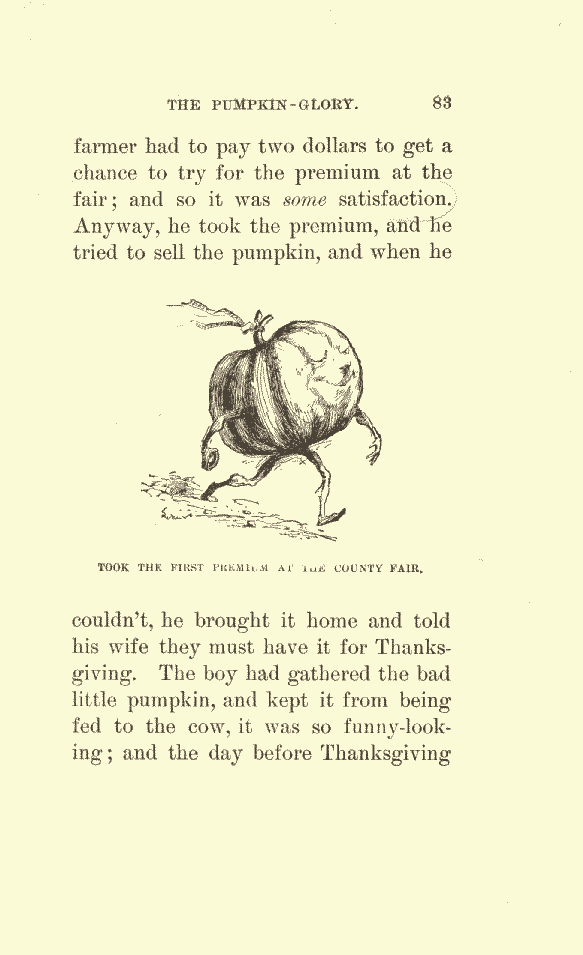 THE PUMPKIN-GLORY. 83
farmer had to pay two dollars to get a
chance to try for the premium at the
fair; and so it was some satisfaction.
Anyway, he took the premium, and he
tried to sell the pumpkin, and when he
TOOK THE FIRST PREMIUM AT THE COUNTY FAIR.
couldn't, he brought it home and told
his wife they must have it for Thanks-
giving. The boy had gathered the bad
little pumpkin, and kept it from being
fed to the cow, it was so funny-look-
ing; and the day before Thanksgiving